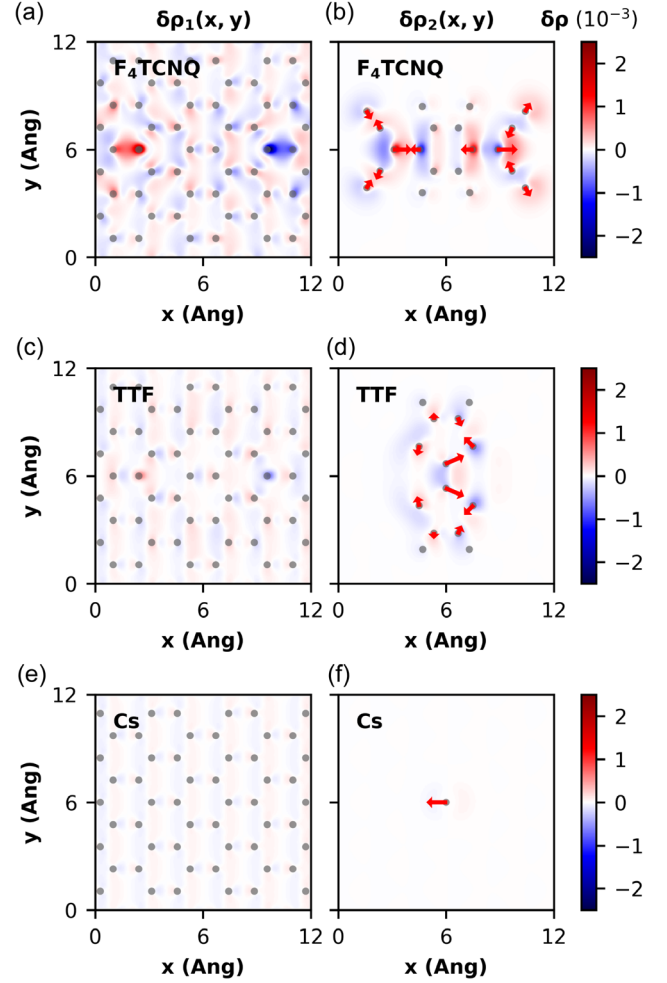 (a) δρ₁(x, y) (b) δρ₂(x, y) δρ (10⁻³)
12 F₄TCNQ F₄TCNQ 2
1
y (Ang) 6 0
−1
−2
0
0 6 12 0 6 12
x (Ang) x (Ang)
(c) (d)
12 TTF TTF 2
1
y (Ang) 6 0
−1
−2
0
0 6 12 0 6 12
x (Ang) x (Ang)
(e) (f)
12 Cs Cs 2
1
y (Ang) 6 0
−1
−2
0
0 6 12 0 6 12
x (Ang) x (Ang)